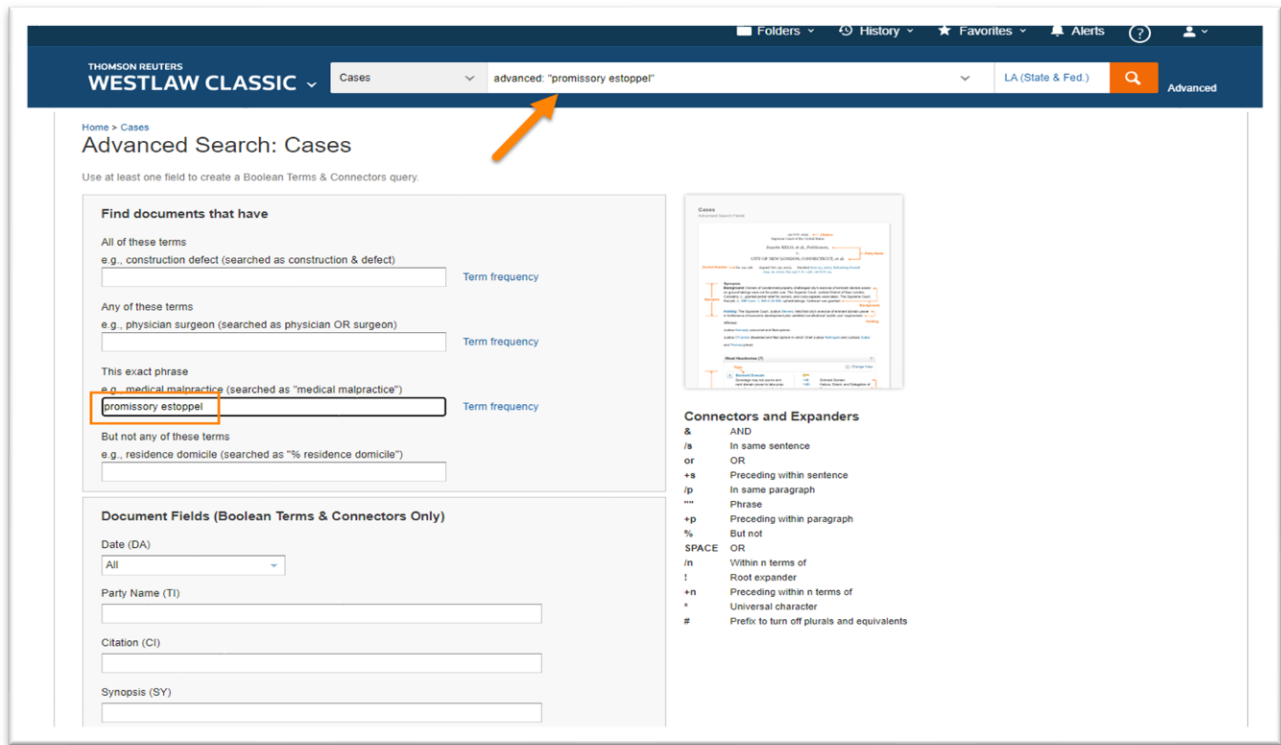 Folders History Favorites Alerts ?
THOMSON REUTERS
WESTLAW CLASSIC
Cases
advanced: "promissory estoppel"
LA (State & Fed.)
Advanced
Home > Cases
Advanced Search: Cases
Use at least one field to create a Boolean Terms & Connectors query.
Find documents that have
All of these terms
e.g., construction defect (searched as construction & defect)
Term frequency
Any of these terms
e.g., physician surgeon (searched as physician OR surgeon)
Term frequency
This exact phrase
e.g., medical malpractice (searched as "medical malpractice")
promissory estoppel
Term frequency
But not any of these terms
e.g., residence domicile (searched as "% residence domicile")
Document Fields (Boolean Terms & Connectors Only)
Date (DA)
All
Party Name (TI)
Citation (CI)
Synopsis (SY)
Cases
Connectors and Expanders
& AND
/s In same sentence
or OR
+s Preceding within sentence
/p In same paragraph
"" Phrase
+p Preceding within paragraph
% But not
SPACE OR
/n Within n terms of
! Root expander
+n Preceding within n terms of
* Universal character
# Prefix to turn off plurals and equivalents